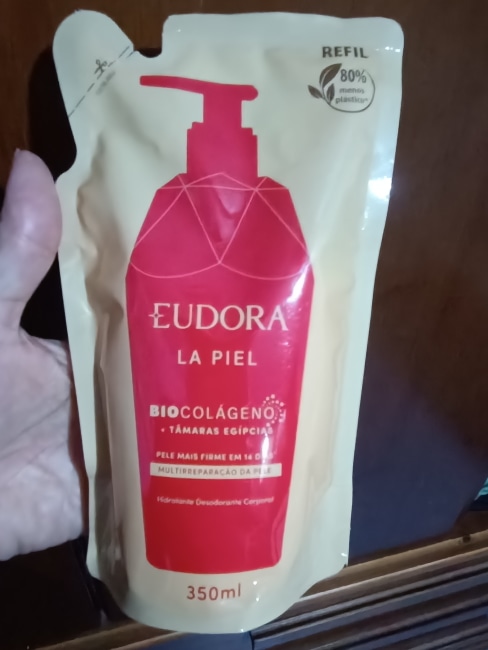 REFIL
80%
menos
plástico*
EUDORA
LA PIEL
BIOCOLÁGENO
+ TÂMARAS EGÍPCIAS
PELE MAIS FIRME EM 14 DIAS
MULTIRREPARAÇÃO DA PELE
Hidratante Desodorante Corporal
350ml